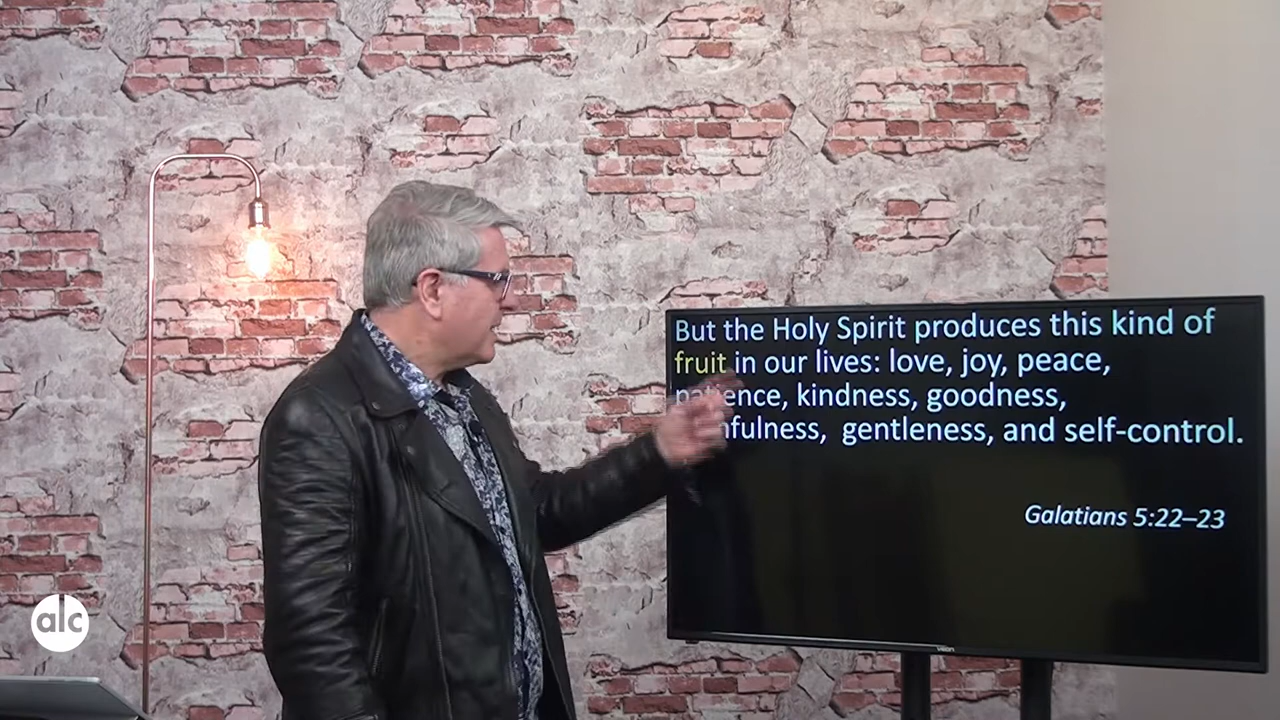 But the Holy Spirit produces this kind of
fruit in our lives: love, joy, peace,
patience, kindness, goodness,
gentleness, and self-control.
Galatians 5:22–23
alc